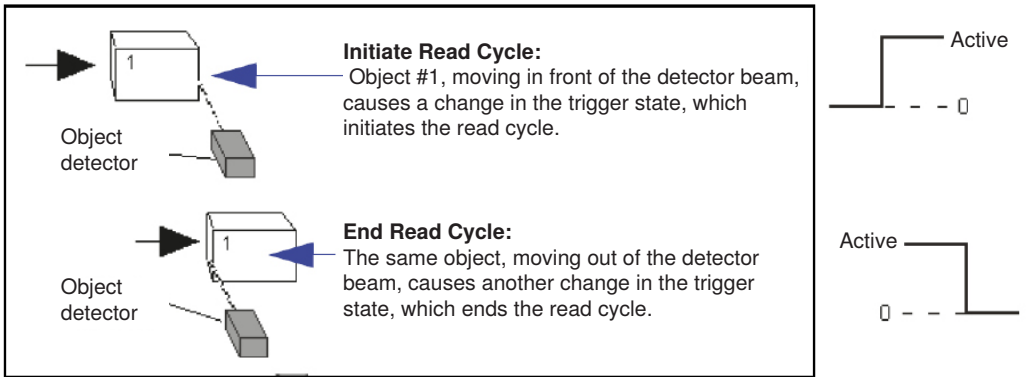 Initiate Read Cycle:
Object #1, moving in front of the detector beam,
causes a change in the trigger state, which
initiates the read cycle.
1
Object
detector
Active
0
End Read Cycle:
The same object, moving out of the detector
beam, causes another change in the trigger
state, which ends the read cycle.
1
Object
detector
Active
0